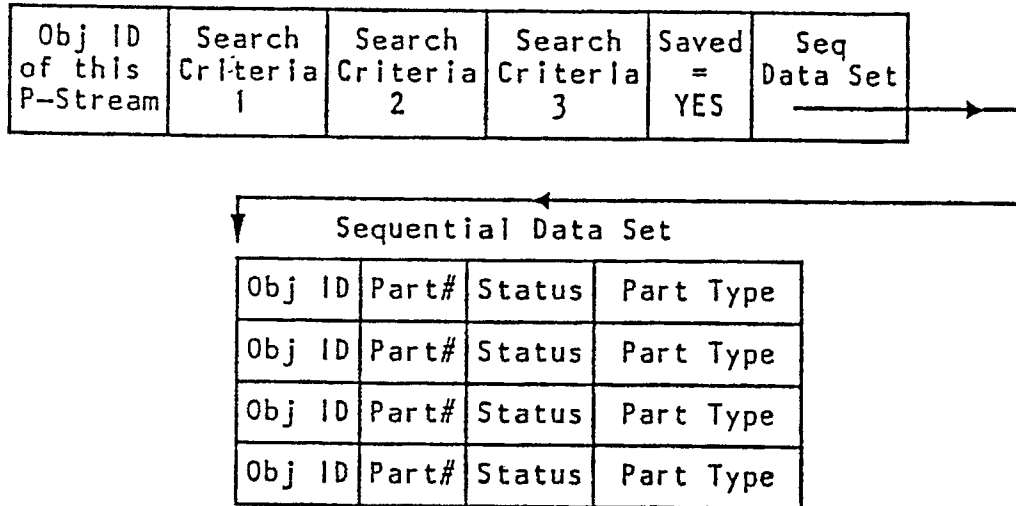 Obj ID Search Search Search Saved Seq
of this Criteria Criteria Criteria = Data Set
P-Stream 1 2 3 YES
Sequential Data Set
Obj ID Part# Status Part Type
Obj ID Part# Status Part Type
Obj ID Part# Status Part Type
Obj ID Part# Status Part Type